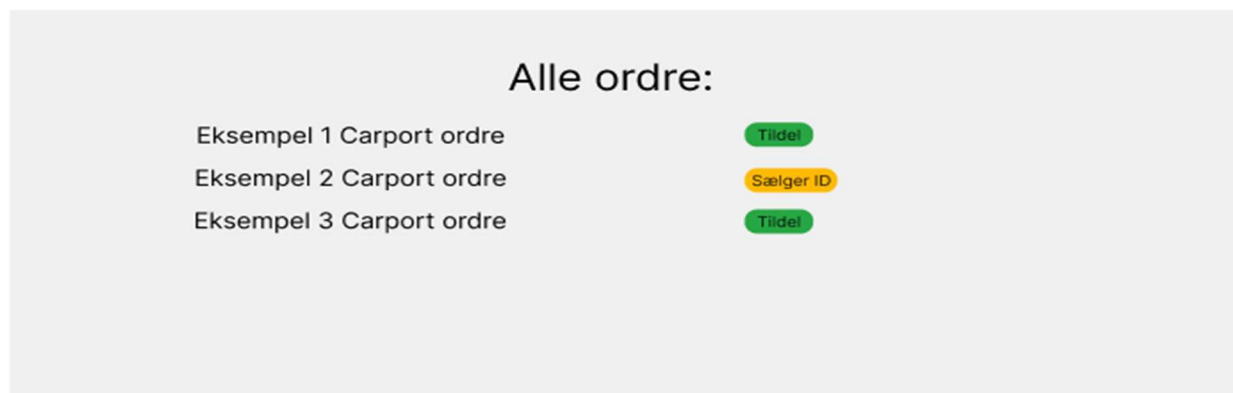 Alle ordre:
Eksempel 1 Carport ordre Tildel
Eksempel 2 Carport ordre Sælger ID
Eksempel 3 Carport ordre Tildel